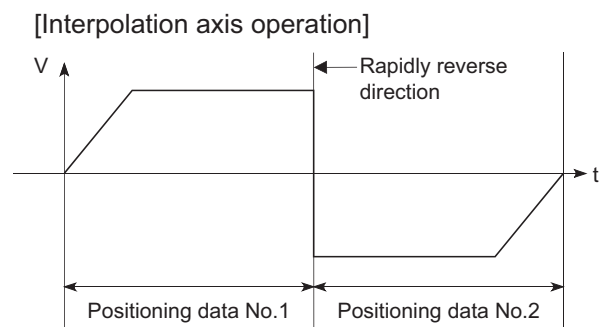 [Interpolation axis operation]
V
Rapidly reverse
direction
t
Positioning data No.1
Positioning data No.2